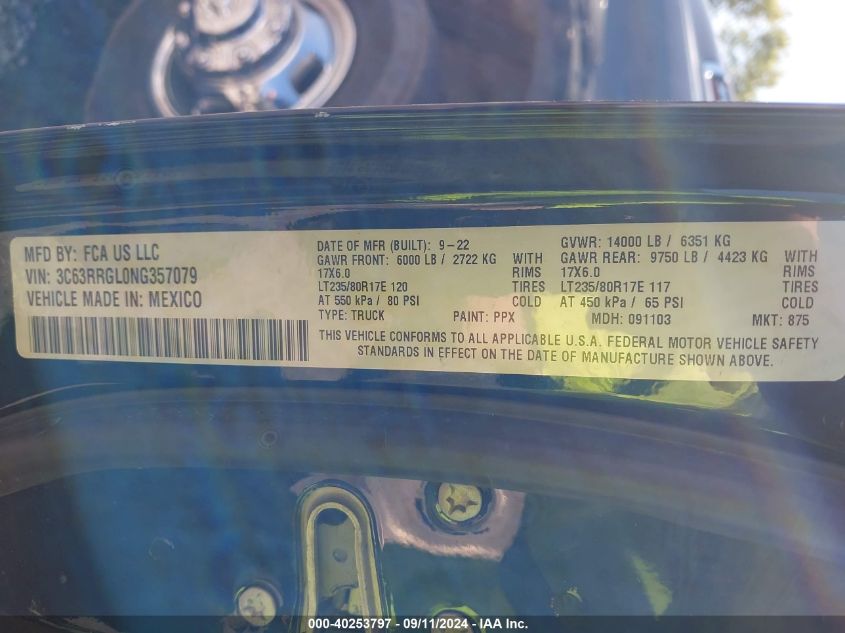 MFD BY: FCA US LLC
VIN: 3C63RRGL0NG357079
VEHICLE MADE IN: MEXICO
DATE OF MFR (BUILT): 9-22 GVWR: 14000 LB / 6351 KG
GAWR FRONT: 6000 LB / 2722 KG WITH GAWR REAR: 9750 LB / 4423 KG WITH
17X6.0 RIMS 17X6.0 RIMS
LT235/80R17E 120 TIRES LT235/80R17E 117 TIRES
AT 550 kPa / 80 PSI COLD AT 450 kPa / 65 PSI COLD
TYPE: TRUCK PAINT: PPX MDH: 091103 MKT: 875
THIS VEHICLE CONFORMS TO ALL APPLICABLE U.S.A. FEDERAL MOTOR VEHICLE SAFETY
STANDARDS IN EFFECT ON THE DATE OF MANUFACTURE SHOWN ABOVE.
000-40253797 - 09/11/2024 - IAA Inc.